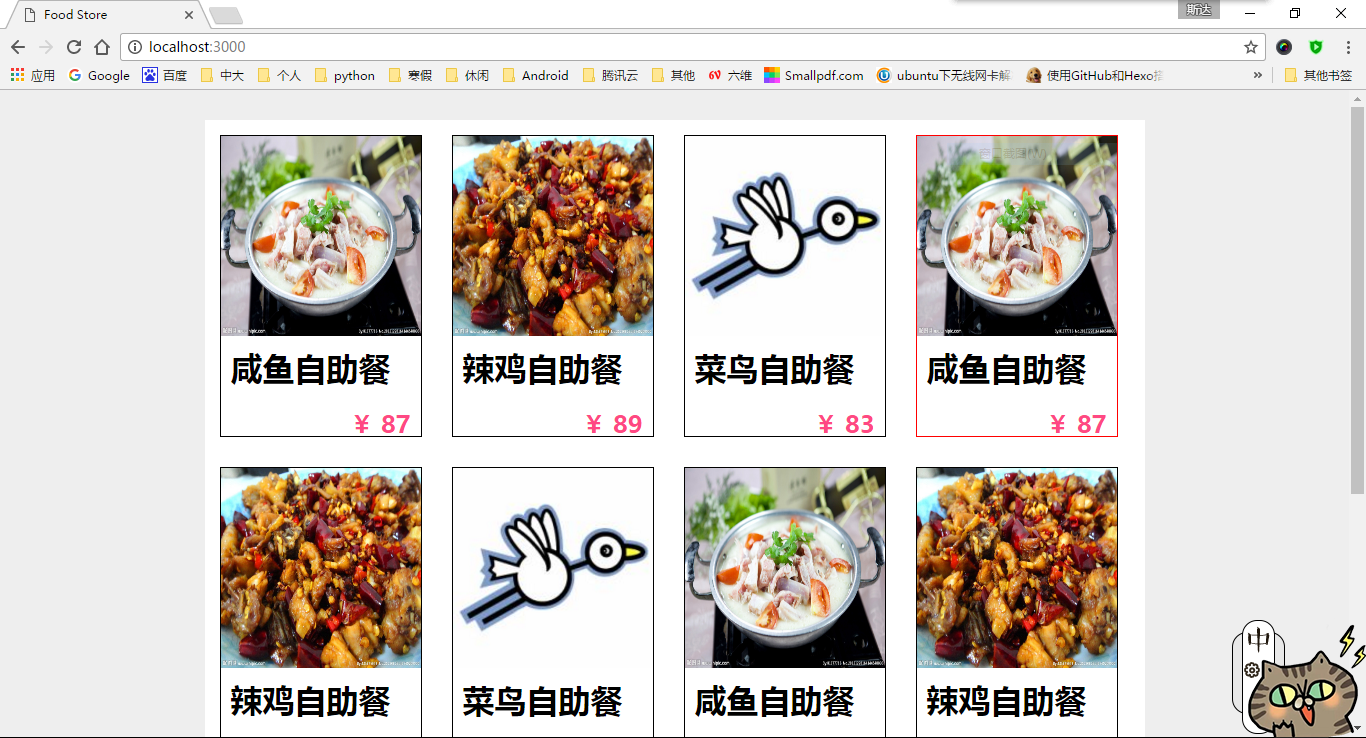 Food Store
斯达
localhost:3000
应用 Google 百度 中大 个人 python 寒假 休闲 Android 腾讯云 其他 六维 Smallpdf.com ubuntu下无线网卡解 使用GitHub和Hexo搭 » 其他书签
咸鱼自助餐 辣鸡自助餐 菜鸟自助餐 咸鱼自助餐
¥ 87 ¥ 89 ¥ 83 ¥ 87
辣鸡自助餐 菜鸟自助餐 咸鱼自助餐 辣鸡自助餐
中